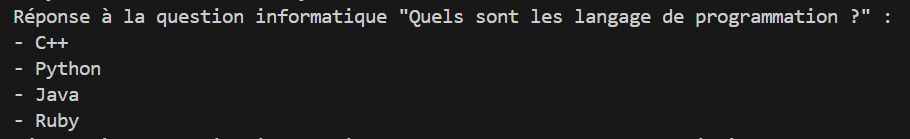 Réponse à la question informatique "Quels sont les langage de programmation ?" :
- C++
- Python
- Java
- Ruby